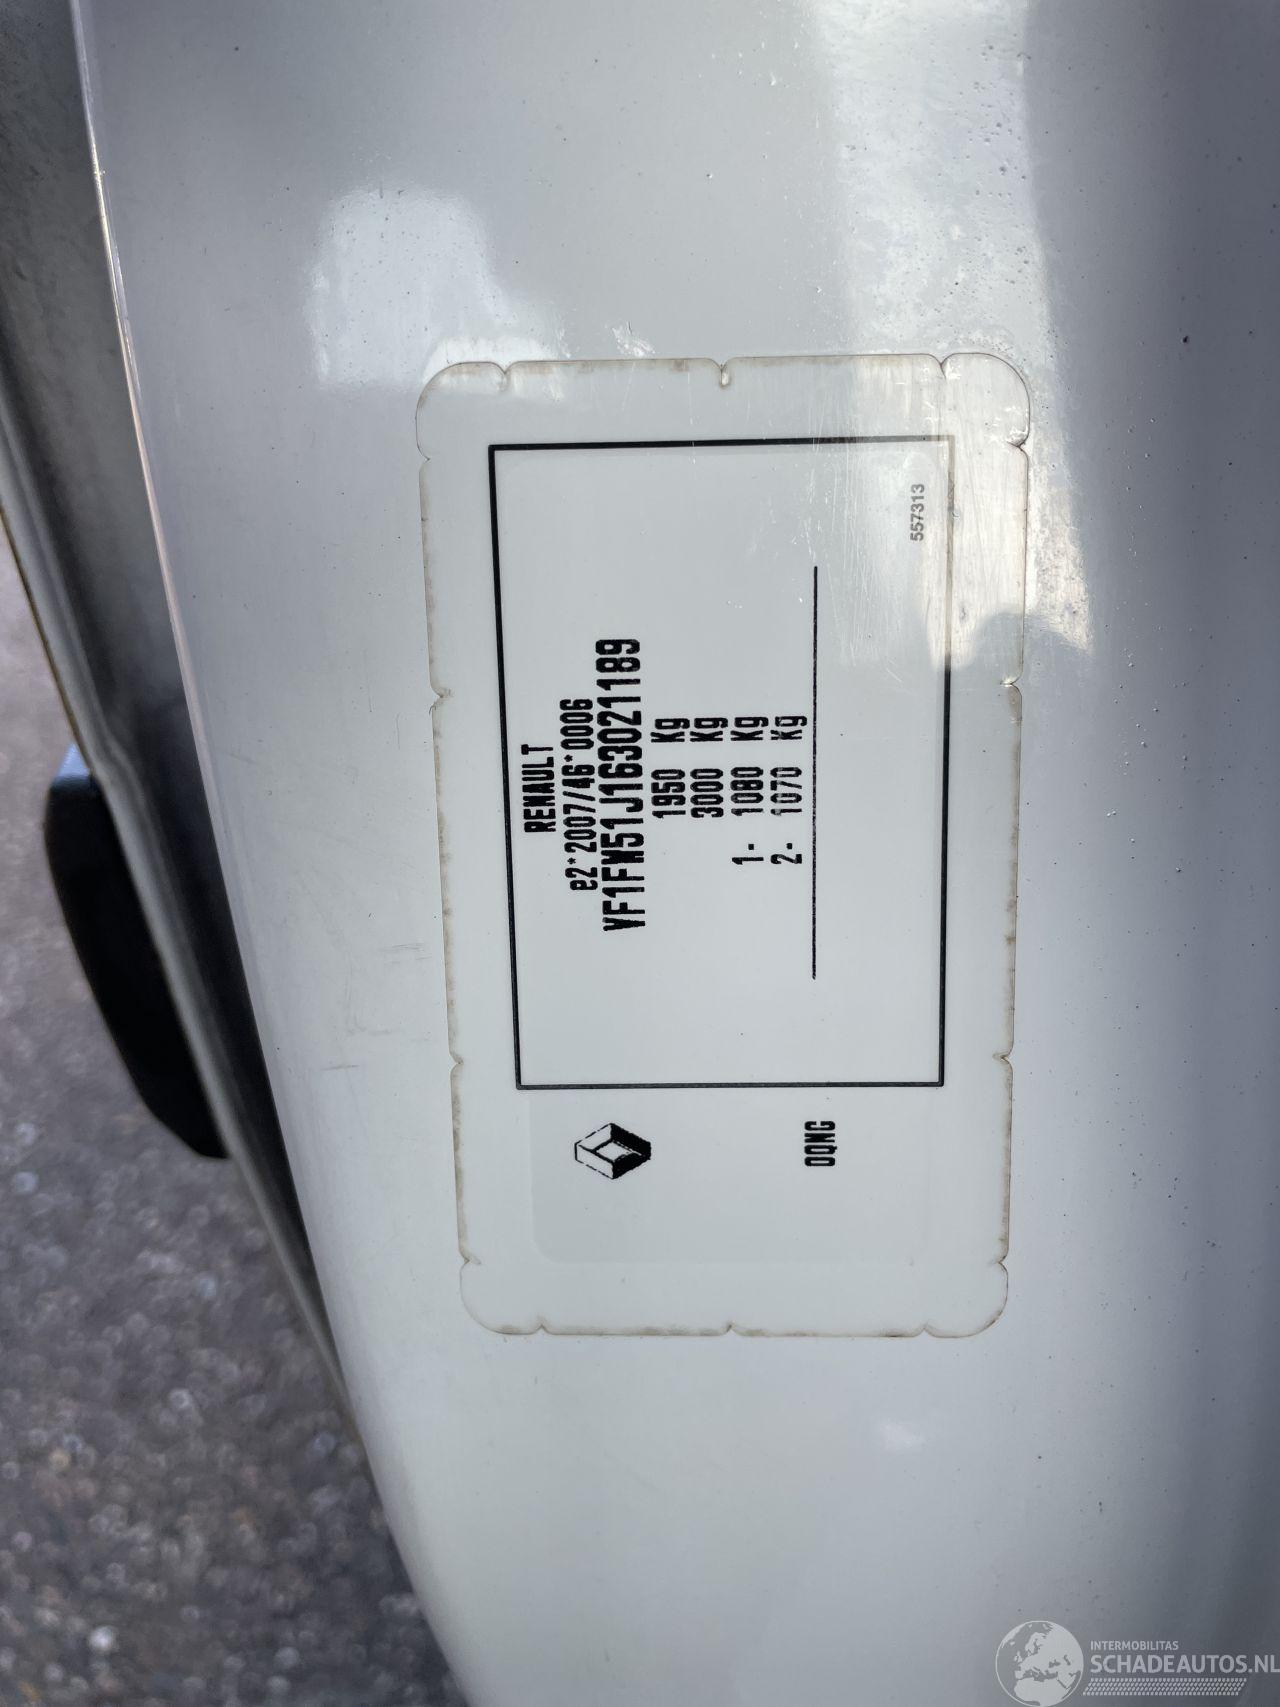 RENAULT
e2*2007/46*0006
VF1FW51J163021189
1950 Kg
3000 Kg
1- 1080 Kg
2- 1070 Kg
557313
0QNG
INTERMOBILITAS
SCHADEAUTOS.NL